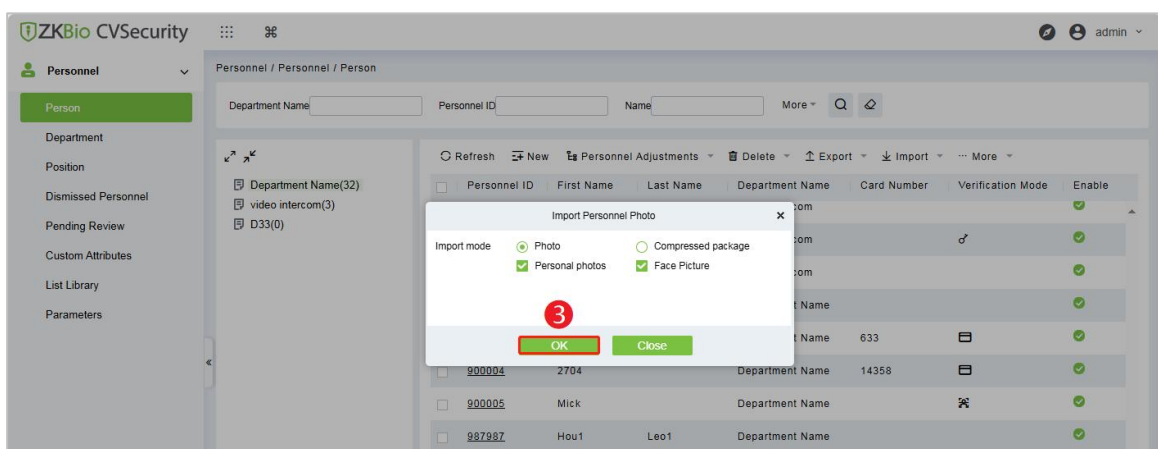 ZKBio CVSecurity
admin
Personnel
Personnel / Personnel / Person
Person
Department Name
Personnel ID
Name
More
Department
Position
Dismissed Personnel
Pending Review
Custom Attributes
List Library
Parameters
Department Name(32)
video intercom(3)
D33(0)
Refresh New Personnel Adjustments Delete Export Import ··· More
Personnel ID First Name Last Name Department Name Card Number Verification Mode Enable
com
com
com
t Name
t Name 633
900004 2704 Department Name 14358
900005 Mick Department Name
987987 Hou1 Leo1 Department Name
Import Personnel Photo
Import mode Photo Compressed package
Personal photos Face Picture
3
OK Close